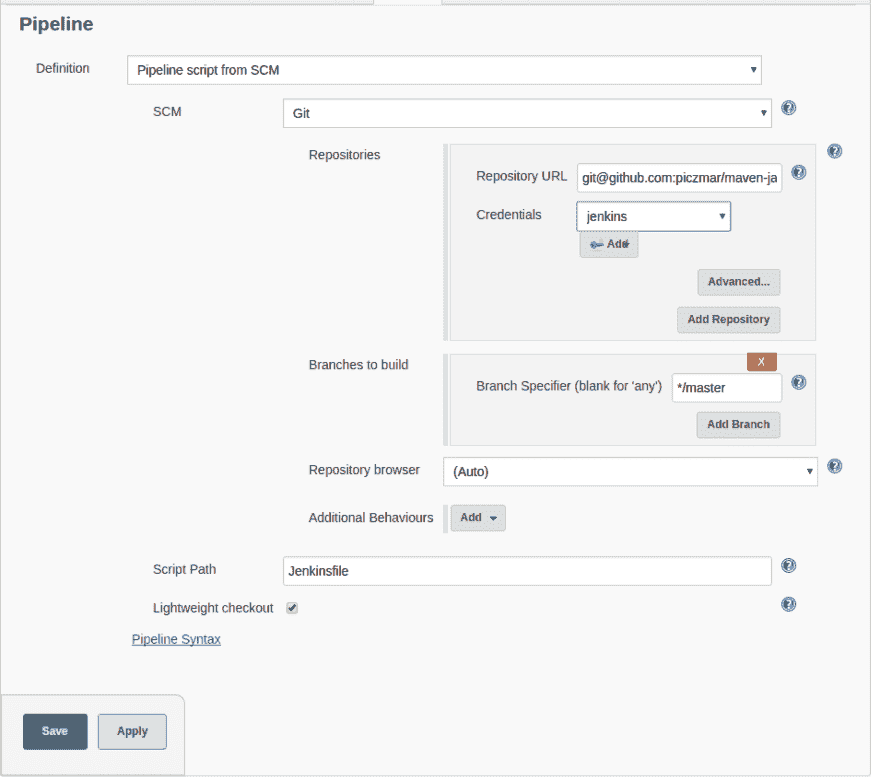 Pipeline
Definition
Pipeline script from SCM
SCM
Git
Repositories
Repository URL
git@github.com:piczmar/maven-ja
Credentials
jenkins
Add
Advanced...
Add Repository
Branches to build
X
Branch Specifier (blank for 'any')
*/master
Add Branch
Repository browser
(Auto)
Additional Behaviours
Add
Script Path
Jenkinsfile
Lightweight checkout
Pipeline Syntax
Save
Apply